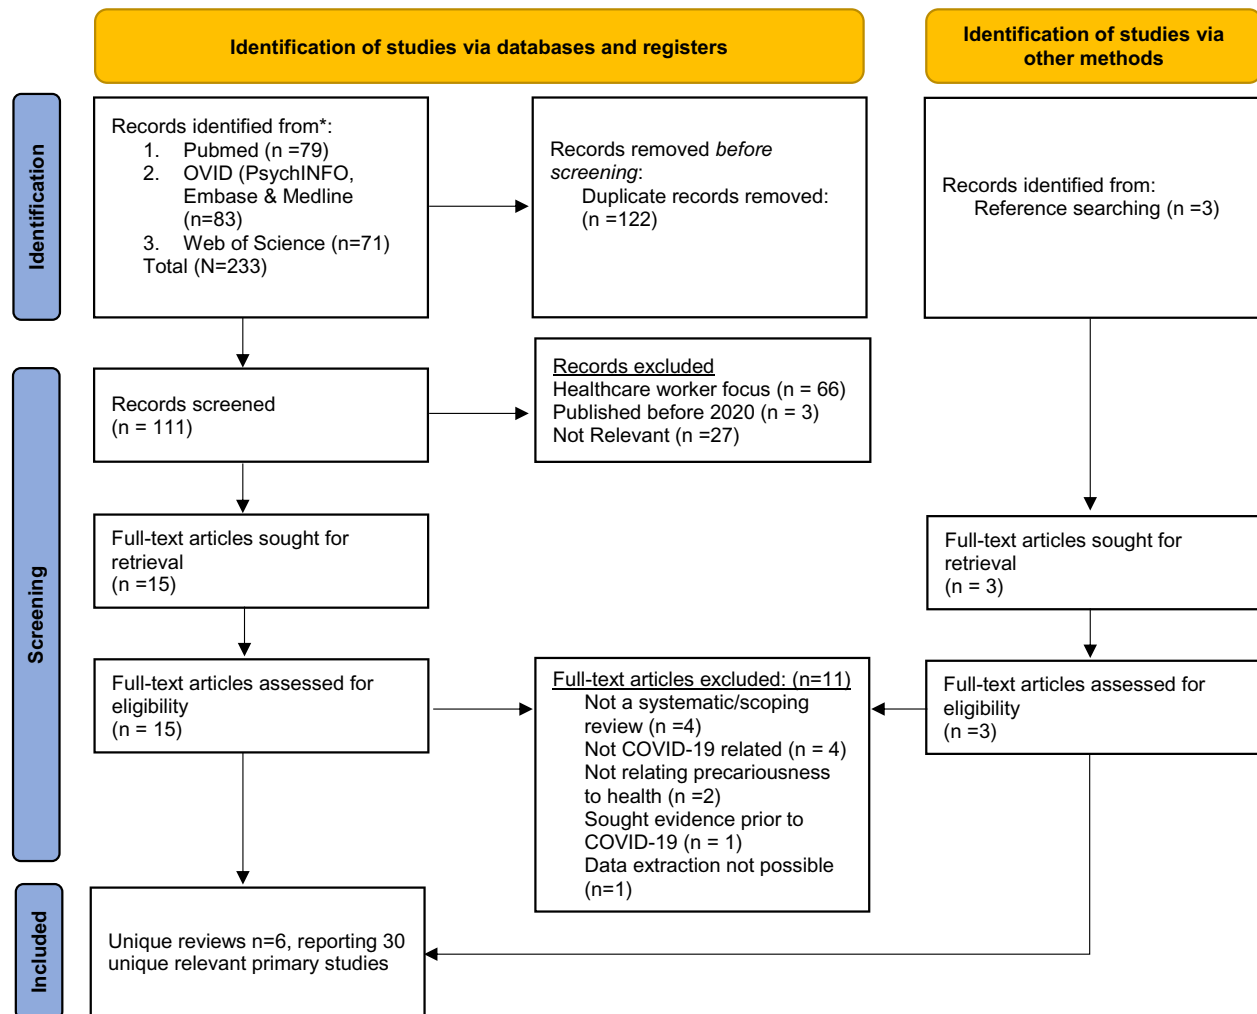 Identification of studies via databases and registers
Identification of studies via
other methods
Identification
Records identified from*:
1. Pubmed (n =79)
2. OVID (PsychINFO,
Embase & Medline
(n=83)
3. Web of Science (n=71)
Total (N=233)
Records removed before
screening:
Duplicate records removed:
(n =122)
Records identified from:
Reference searching (n =3)
Screening
Records screened
(n = 111)
Records excluded
Healthcare worker focus (n = 66)
Published before 2020 (n = 3)
Not Relevant (n =27)
Full-text articles sought for
retrieval
(n =15)
Full-text articles sought for
retrieval
(n = 3)
Full-text articles assessed for
eligibility
(n = 15)
Full-text articles excluded: (n=11)
Not a systematic/scoping
review (n =4)
Not COVID-19 related (n = 4)
Not relating precariousness
to health (n =2)
Sought evidence prior to
COVID-19 (n = 1)
Data extraction not possible
(n=1)
Full-text articles assessed for
eligibility
(n =3)
Included
Unique reviews n=6, reporting 30
unique relevant primary studies